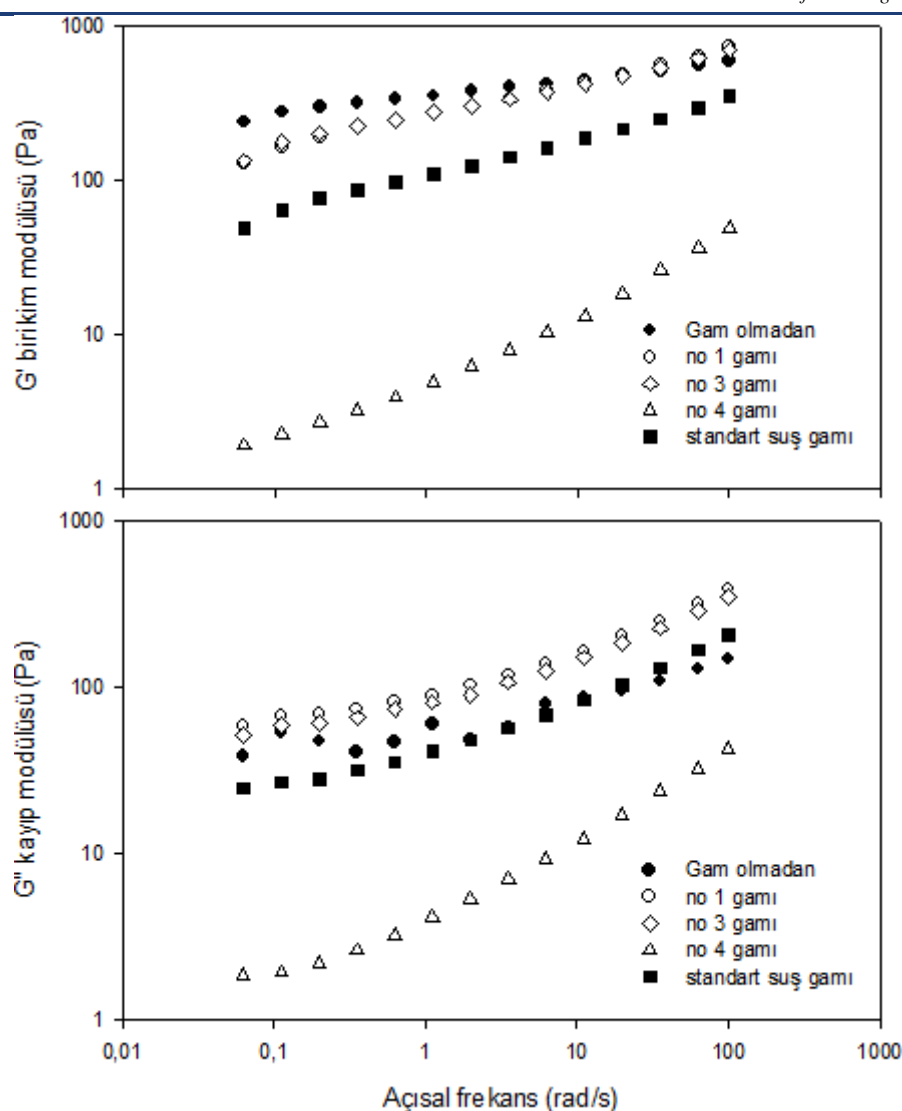 1000
100
10
1
G' birikim modülüsü (Pa)
Gam olmadan
no 1 gamı
no 3 gamı
no 4 gamı
standart suş gamı
1000
100
10
1
G'' kayıp modülüsü (Pa)
Gam olmadan
no 1 gamı
no 3 gamı
no 4 gamı
standart suş gamı
0,01 0,1 1 10 100 1000
Açısal frekans (rad/s)